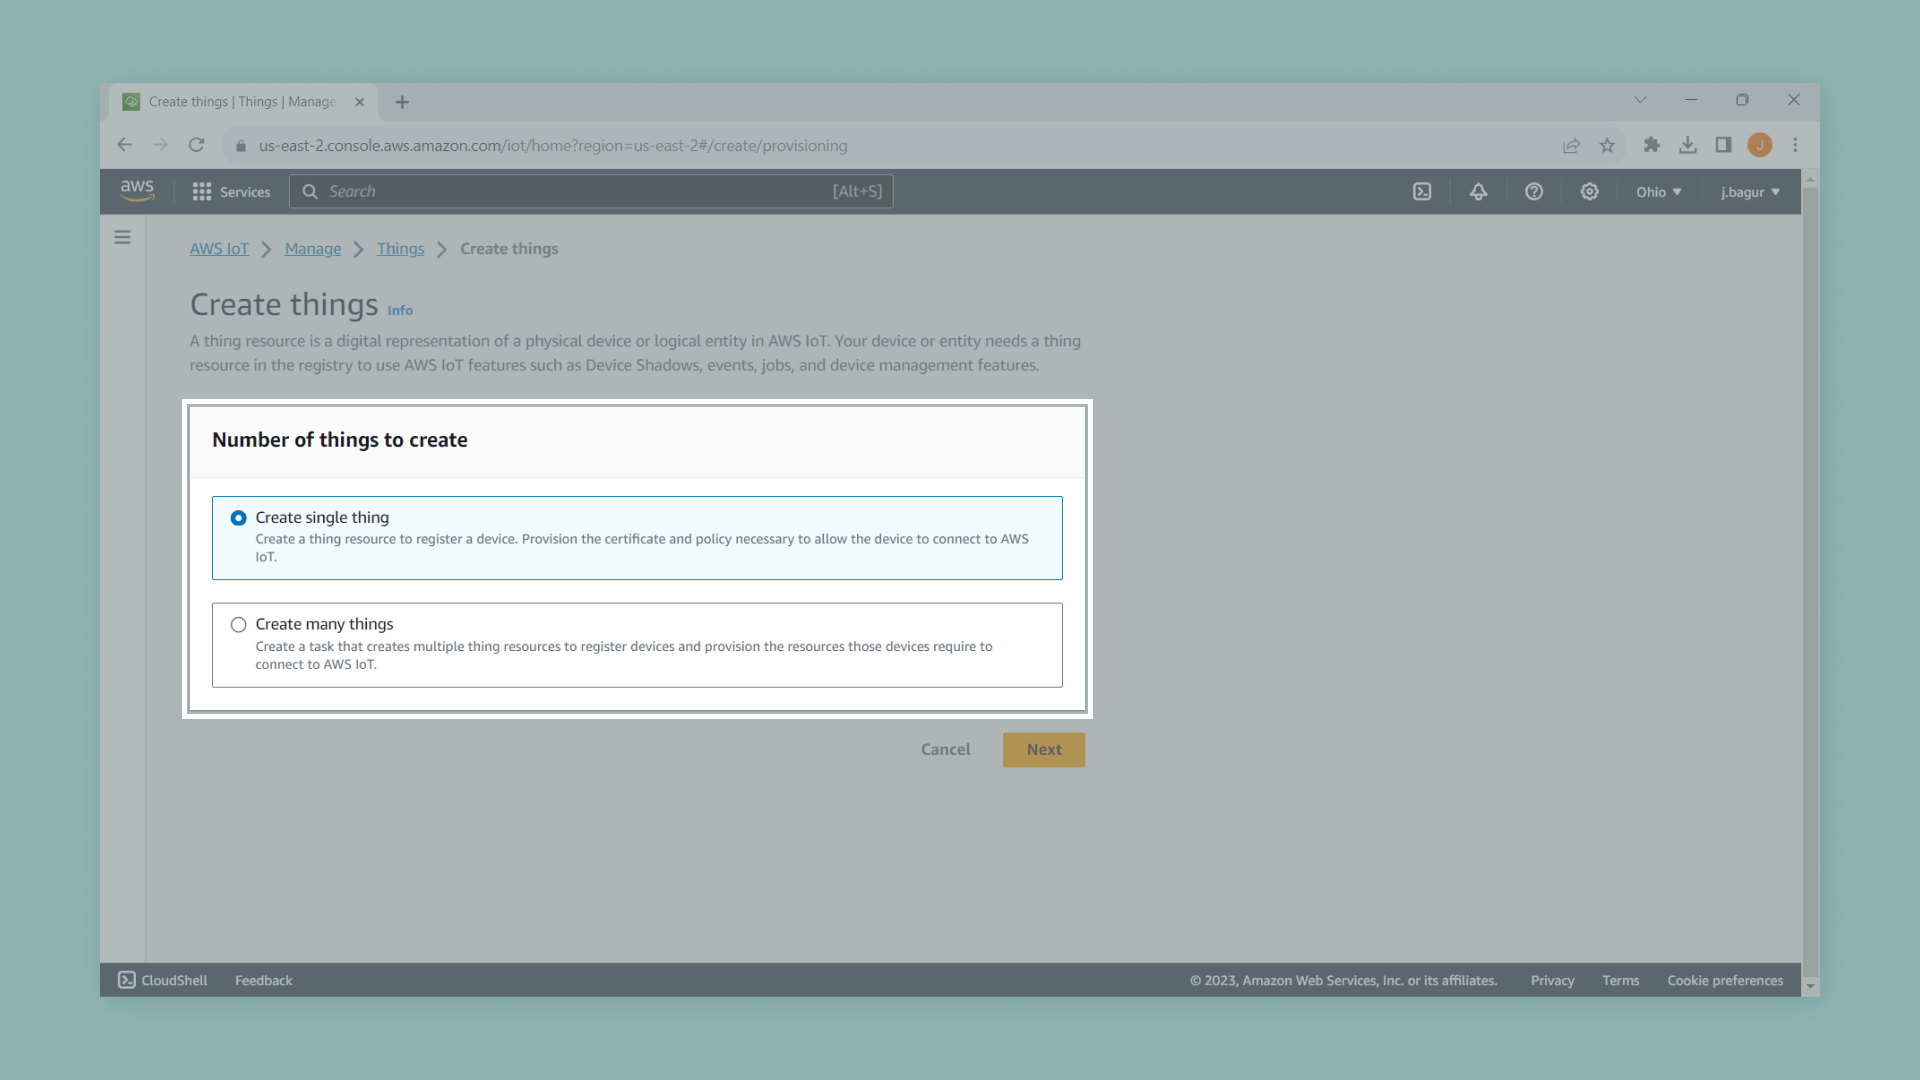 Create things | Things | Manage
us-east-2.console.aws.amazon.com/iot/home?region=us-east-2#/create/provisioning
J
aws
Services
Search
[Alt+S]
Ohio
j.bagur
AWS IoT
Manage
Things
Create things
Create things Info
A thing resource is a digital representation of a physical device or logical entity in AWS IoT. Your device or entity needs a thing
resource in the registry to use AWS IoT features such as Device Shadows, events, jobs, and device management features.
Number of things to create
Create single thing
Create a thing resource to register a device. Provision the certificate and policy necessary to allow the device to connect to AWS
IoT.
Create many things
Create a task that creates multiple thing resources to register devices and provision the resources those devices require to
connect to AWS IoT.
Cancel
Next
CloudShell
Feedback
© 2023, Amazon Web Services, Inc. or its affiliates.
Privacy
Terms
Cookie preferences